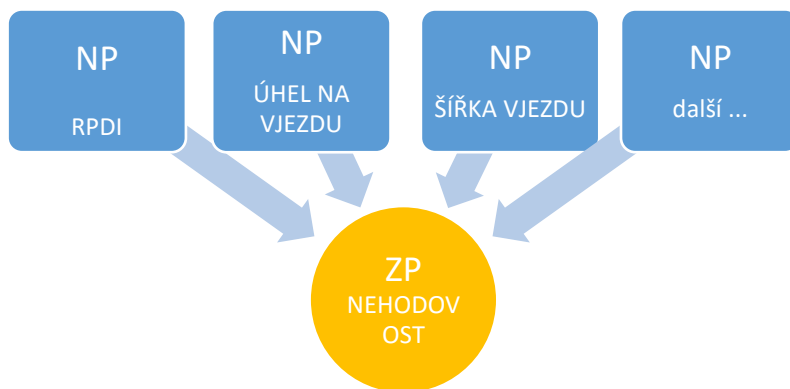 NP
RPDI
NP
ÚHEL NA
VJEZDU
NP
ŠÍŘKA VJEZDU
NP
další ...
ZP
NEHODOV
OST